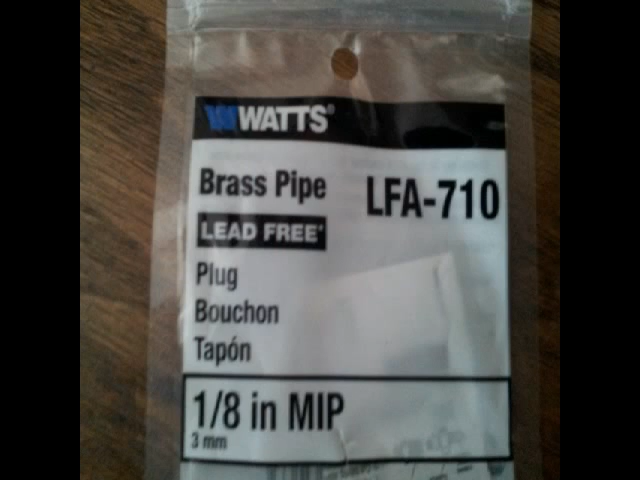 WATTS®
Brass Pipe
LFA-710
LEAD FREE*
Plug
Bouchon
Tapón
1/8 in MIP
3 mm